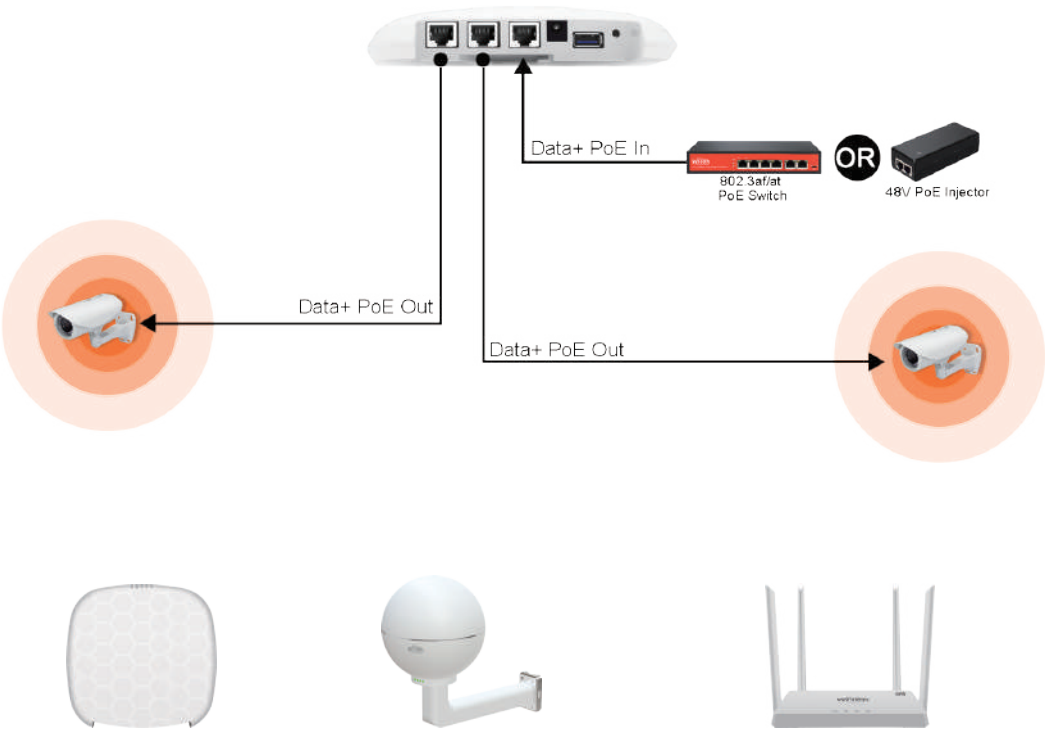 Data+ PoE In
OR
802.3af/at
PoE Switch
48V PoE Injector
Data+ PoE Out
Data+ PoE Out